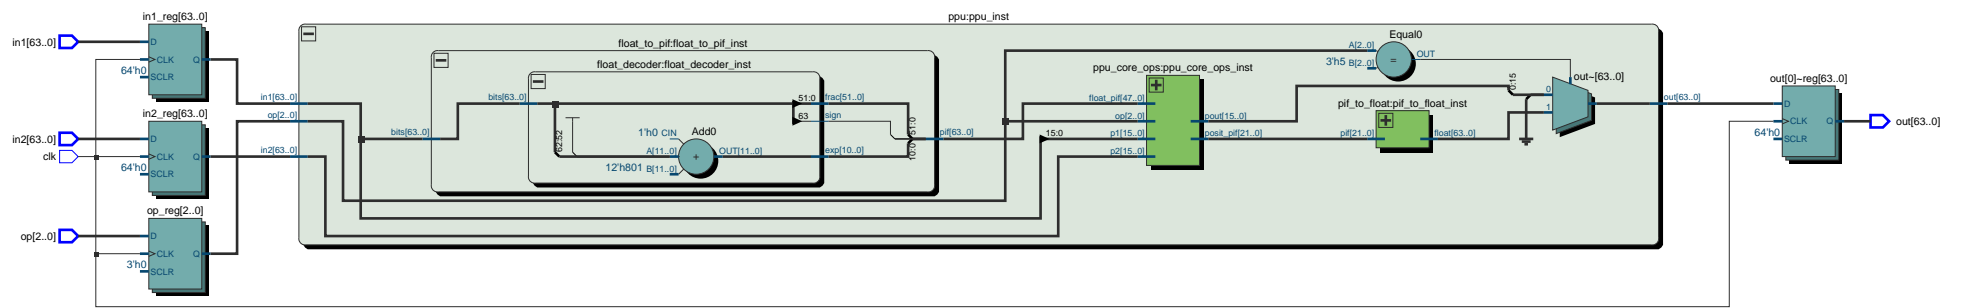 ppu:ppu_inst
in1_reg[63..0]
in1[63..0]
D
CLK
Q
64'h0
SCLR
in2_reg[63..0]
in2[63..0]
clk
D
CLK
Q
64'h0
SCLR
op_reg[2..0]
op[2..0]
D
CLK
Q
3'h0
SCLR
in1[63..0]
op[2..0]
in2[63..0]
float_to_pif:float_to_pif_inst
bits[63..0]
float_decoder:float_decoder_inst
bits[63..0]
62:52
1'h0 CIN
Add0
A[11..0]
12'h801 B[11..0]
+
OUT[11..0]
51:0
63
frac[51..0]
sign
exp[10..0]
51:0
10:0
pif[63..0]
15:0
ppu_core_ops:ppu_core_ops_inst
float_pif[47..0]
op[2..0]
p1[15..0]
p2[15..0]
pout[15..0]
posit_pif[21..0]
Equal0
A[2..0]
3'h5 B[2..0]
=
OUT
pif_to_float:pif_to_float_inst
pif[21..0]
float[63..0]
0:15
out~[63..0]
0
1
out[63..0]
out[0]~reg[63..0]
D
CLK
Q
64'h0
SCLR
out[63..0]